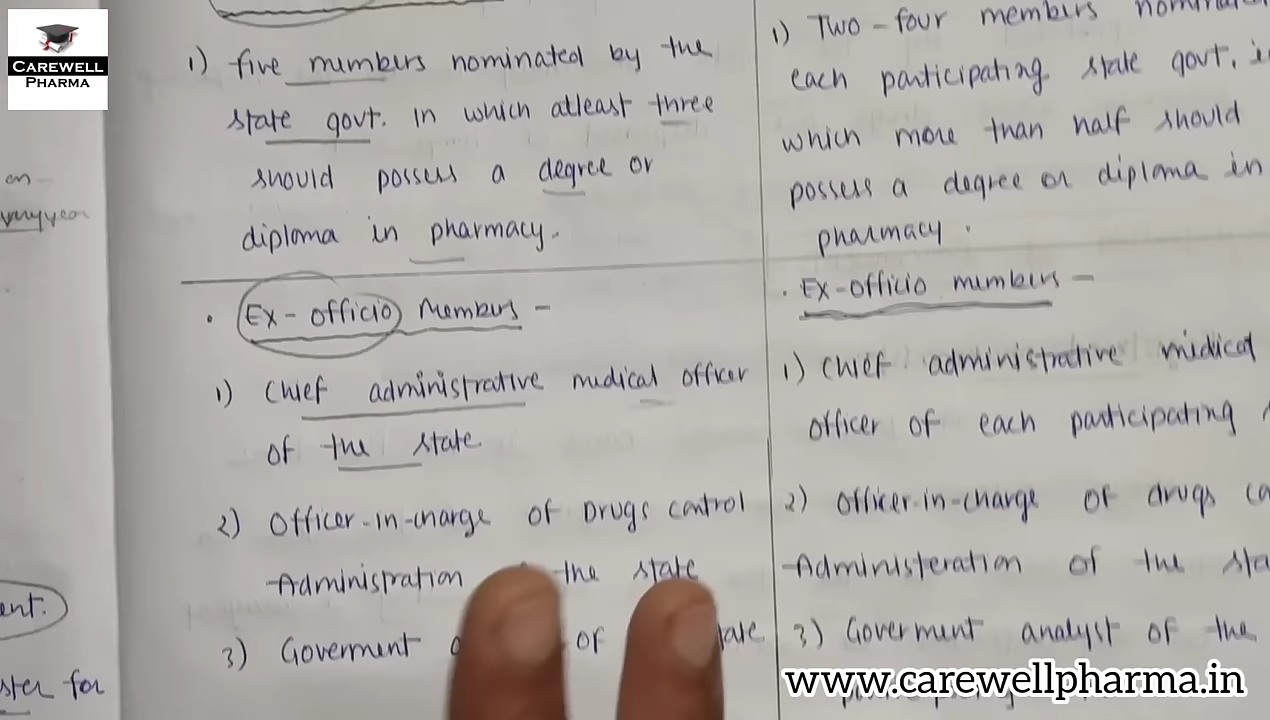 CAREWELL
PHARMA
on
1) five members nominated by the
state govt. in which atleast three
should possess a degree or
diploma in pharmacy.
• Ex-officio Members -
1) Chief administrative medical officer
of the state
2) Officer-in-charge of Drugs control
-Administration the state
3) Goverment of
1) Two-four members
each participating state govt. in
which more than half should
possess a degree or diploma in
pharmacy.
• Ex-officio members -
1) Chief administrative medical
officer of each participating
2) Officer-in-charge of drugs
-Administeration of the
3) Goverment analyst of the
ent.
for
www.carewellpharma.in